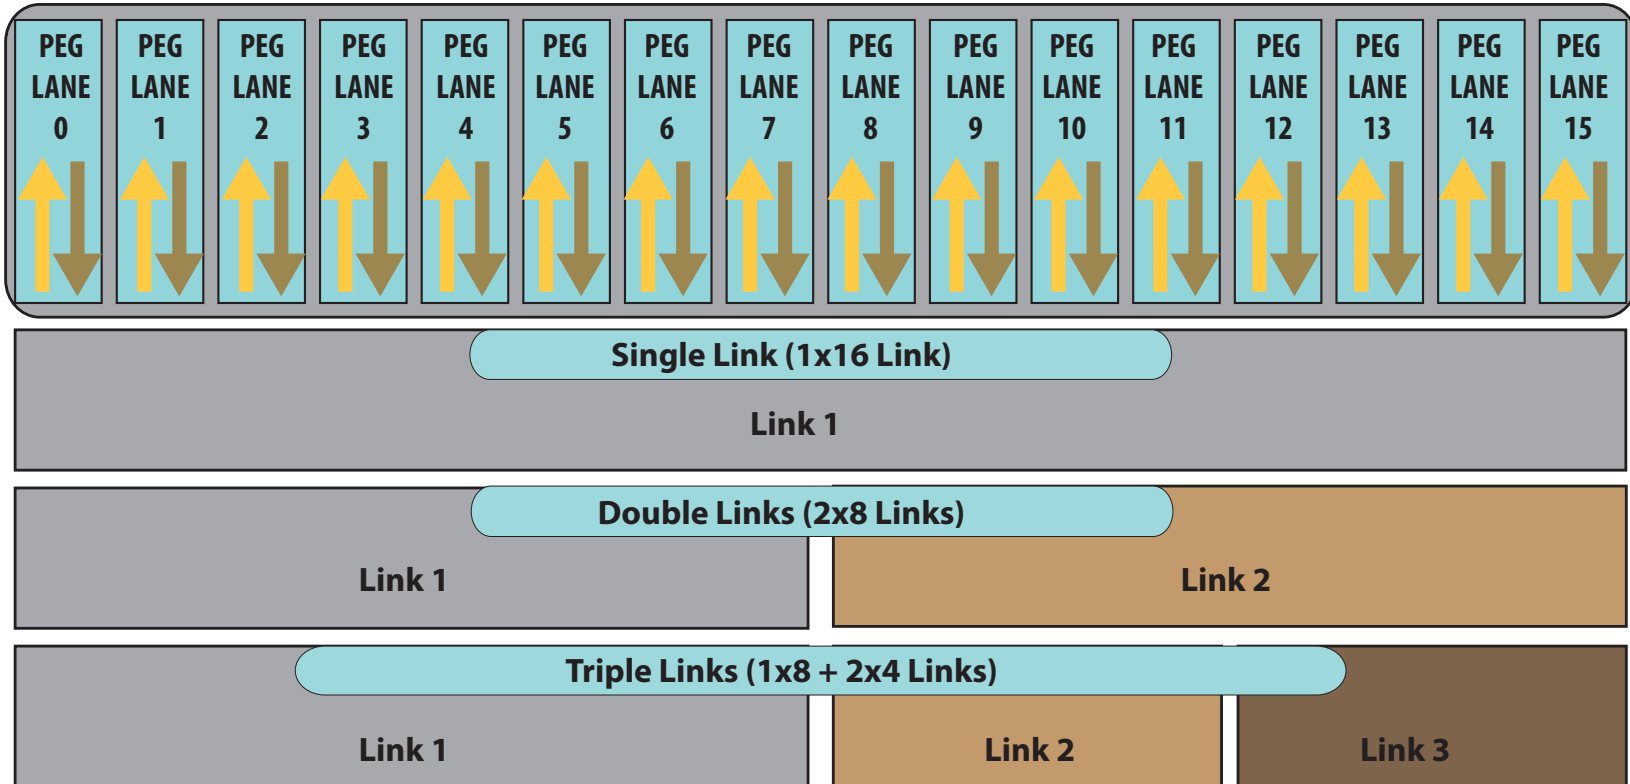 PEG LANE 0
PEG LANE 1
PEG LANE 2
PEG LANE 3
PEG LANE 4
PEG LANE 5
PEG LANE 6
PEG LANE 7
PEG LANE 8
PEG LANE 9
PEG LANE 10
PEG LANE 11
PEG LANE 12
PEG LANE 13
PEG LANE 14
PEG LANE 15
Single Link (1x16 Link)
Link 1
Double Links (2x8 Links)
Link 1
Link 2
Triple Links (1x8 + 2x4 Links)
Link 1
Link 2
Link 3